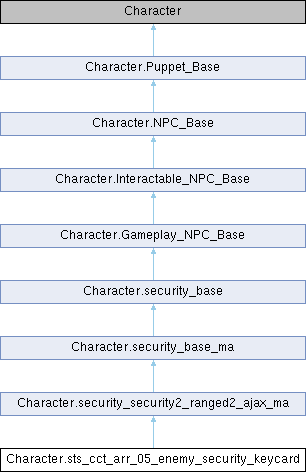 Character
Character.Puppet_Base
Character.NPC_Base
Character.Interactable_NPC_Base
Character.Gameplay_NPC_Base
Character.security_base
Character.security_base_ma
Character.security_security2_ranged2_ajax_ma
Character.sts_cct_arr_05_enemy_security_keycard